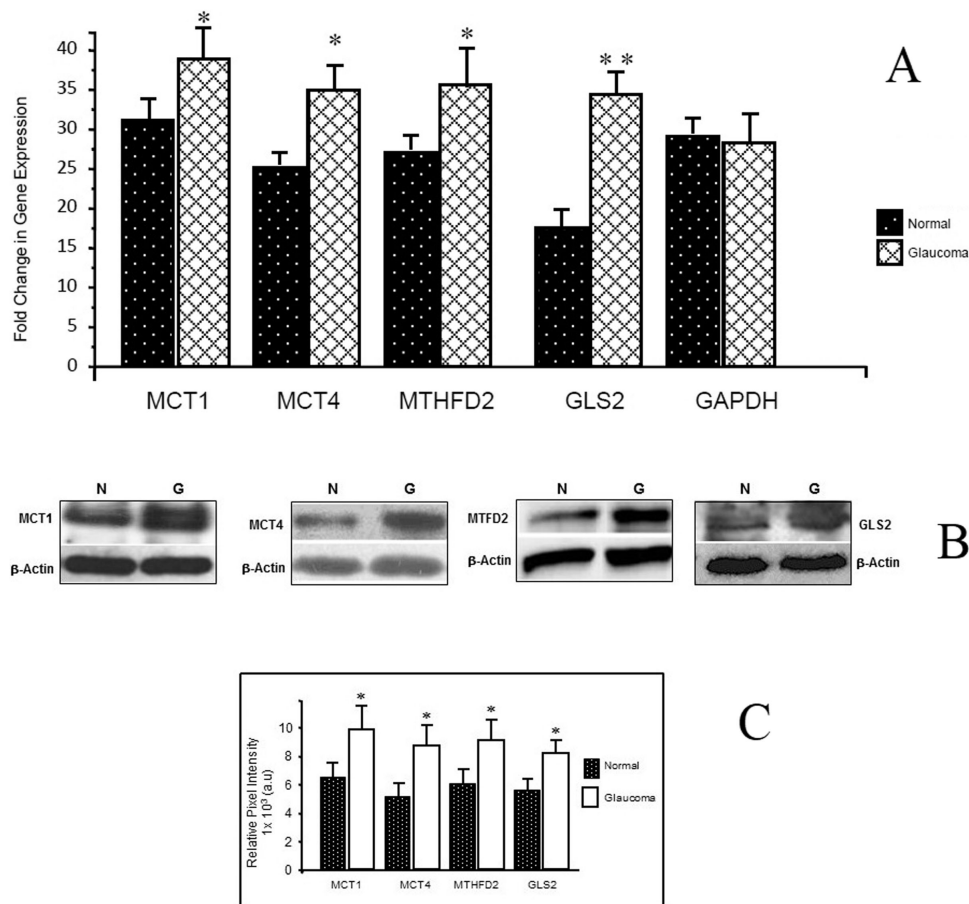 * * * * *
A
Fold Change in Gene Expression
40
35
30
25
20
15
10
5
0
Normal
Glaucoma
MCT1 MCT4 MTHFD2 GLS2 GAPDH
N G N G N G N G
MCT1 MCT4 MTFD2 GLS2
B
β-Actin β-Actin β-Actin β-Actin
C
Relative Pixel Intensity
1x 10³ (a.u)
* * * *
10
8
6
4
2
0
Normal
Glaucoma
MCT1 MCT4 MTHFD2 GLS2